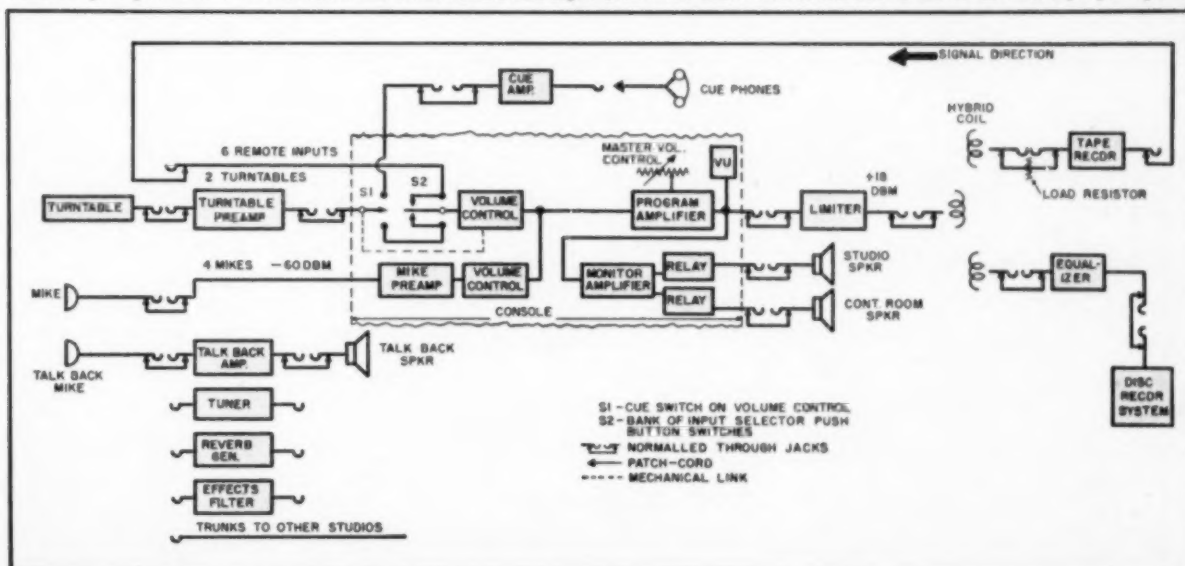 SIGNAL DIRECTION
CUE
AMP.
CUE PHONES
HYBRID
COIL
6 REMOTE INPUTS
MASTER VOL.
CONTROL
VU
TAPE
RECDR
2 TURNTABLES
S1
S2
+18
DBM
LOAD RESISTOR
TURNTABLE
TURNTABLE
PREAMP
VOLUME
CONTROL
PROGRAM
AMPLIFIER
LIMITER
4 MIKES -60 DBM
RELAY
STUDIO
SPKR
EQUAL-
IZER
MIKE
MIKE
PREAMP
VOLUME
CONTROL
MONITOR
AMPLIFIER
RELAY
CONT. ROOM
SPKR
CONSOLE
TALK BACK
MIKE
TALK BACK
AMP.
TALK BACK
SPKR
DISC
RECDR
SYSTEM
TUNER
S1 - CUE SWITCH ON VOLUME CONTROL
S2 - BANK OF INPUT SELECTOR PUSH
BUTTON SWITCHES
REVERB
GEN.
NORMALLED THROUGH JACKS
PATCH-CORD
MECHANICAL LINK
EFFECTS
FILTER
TRUNKS TO OTHER STUDIOS